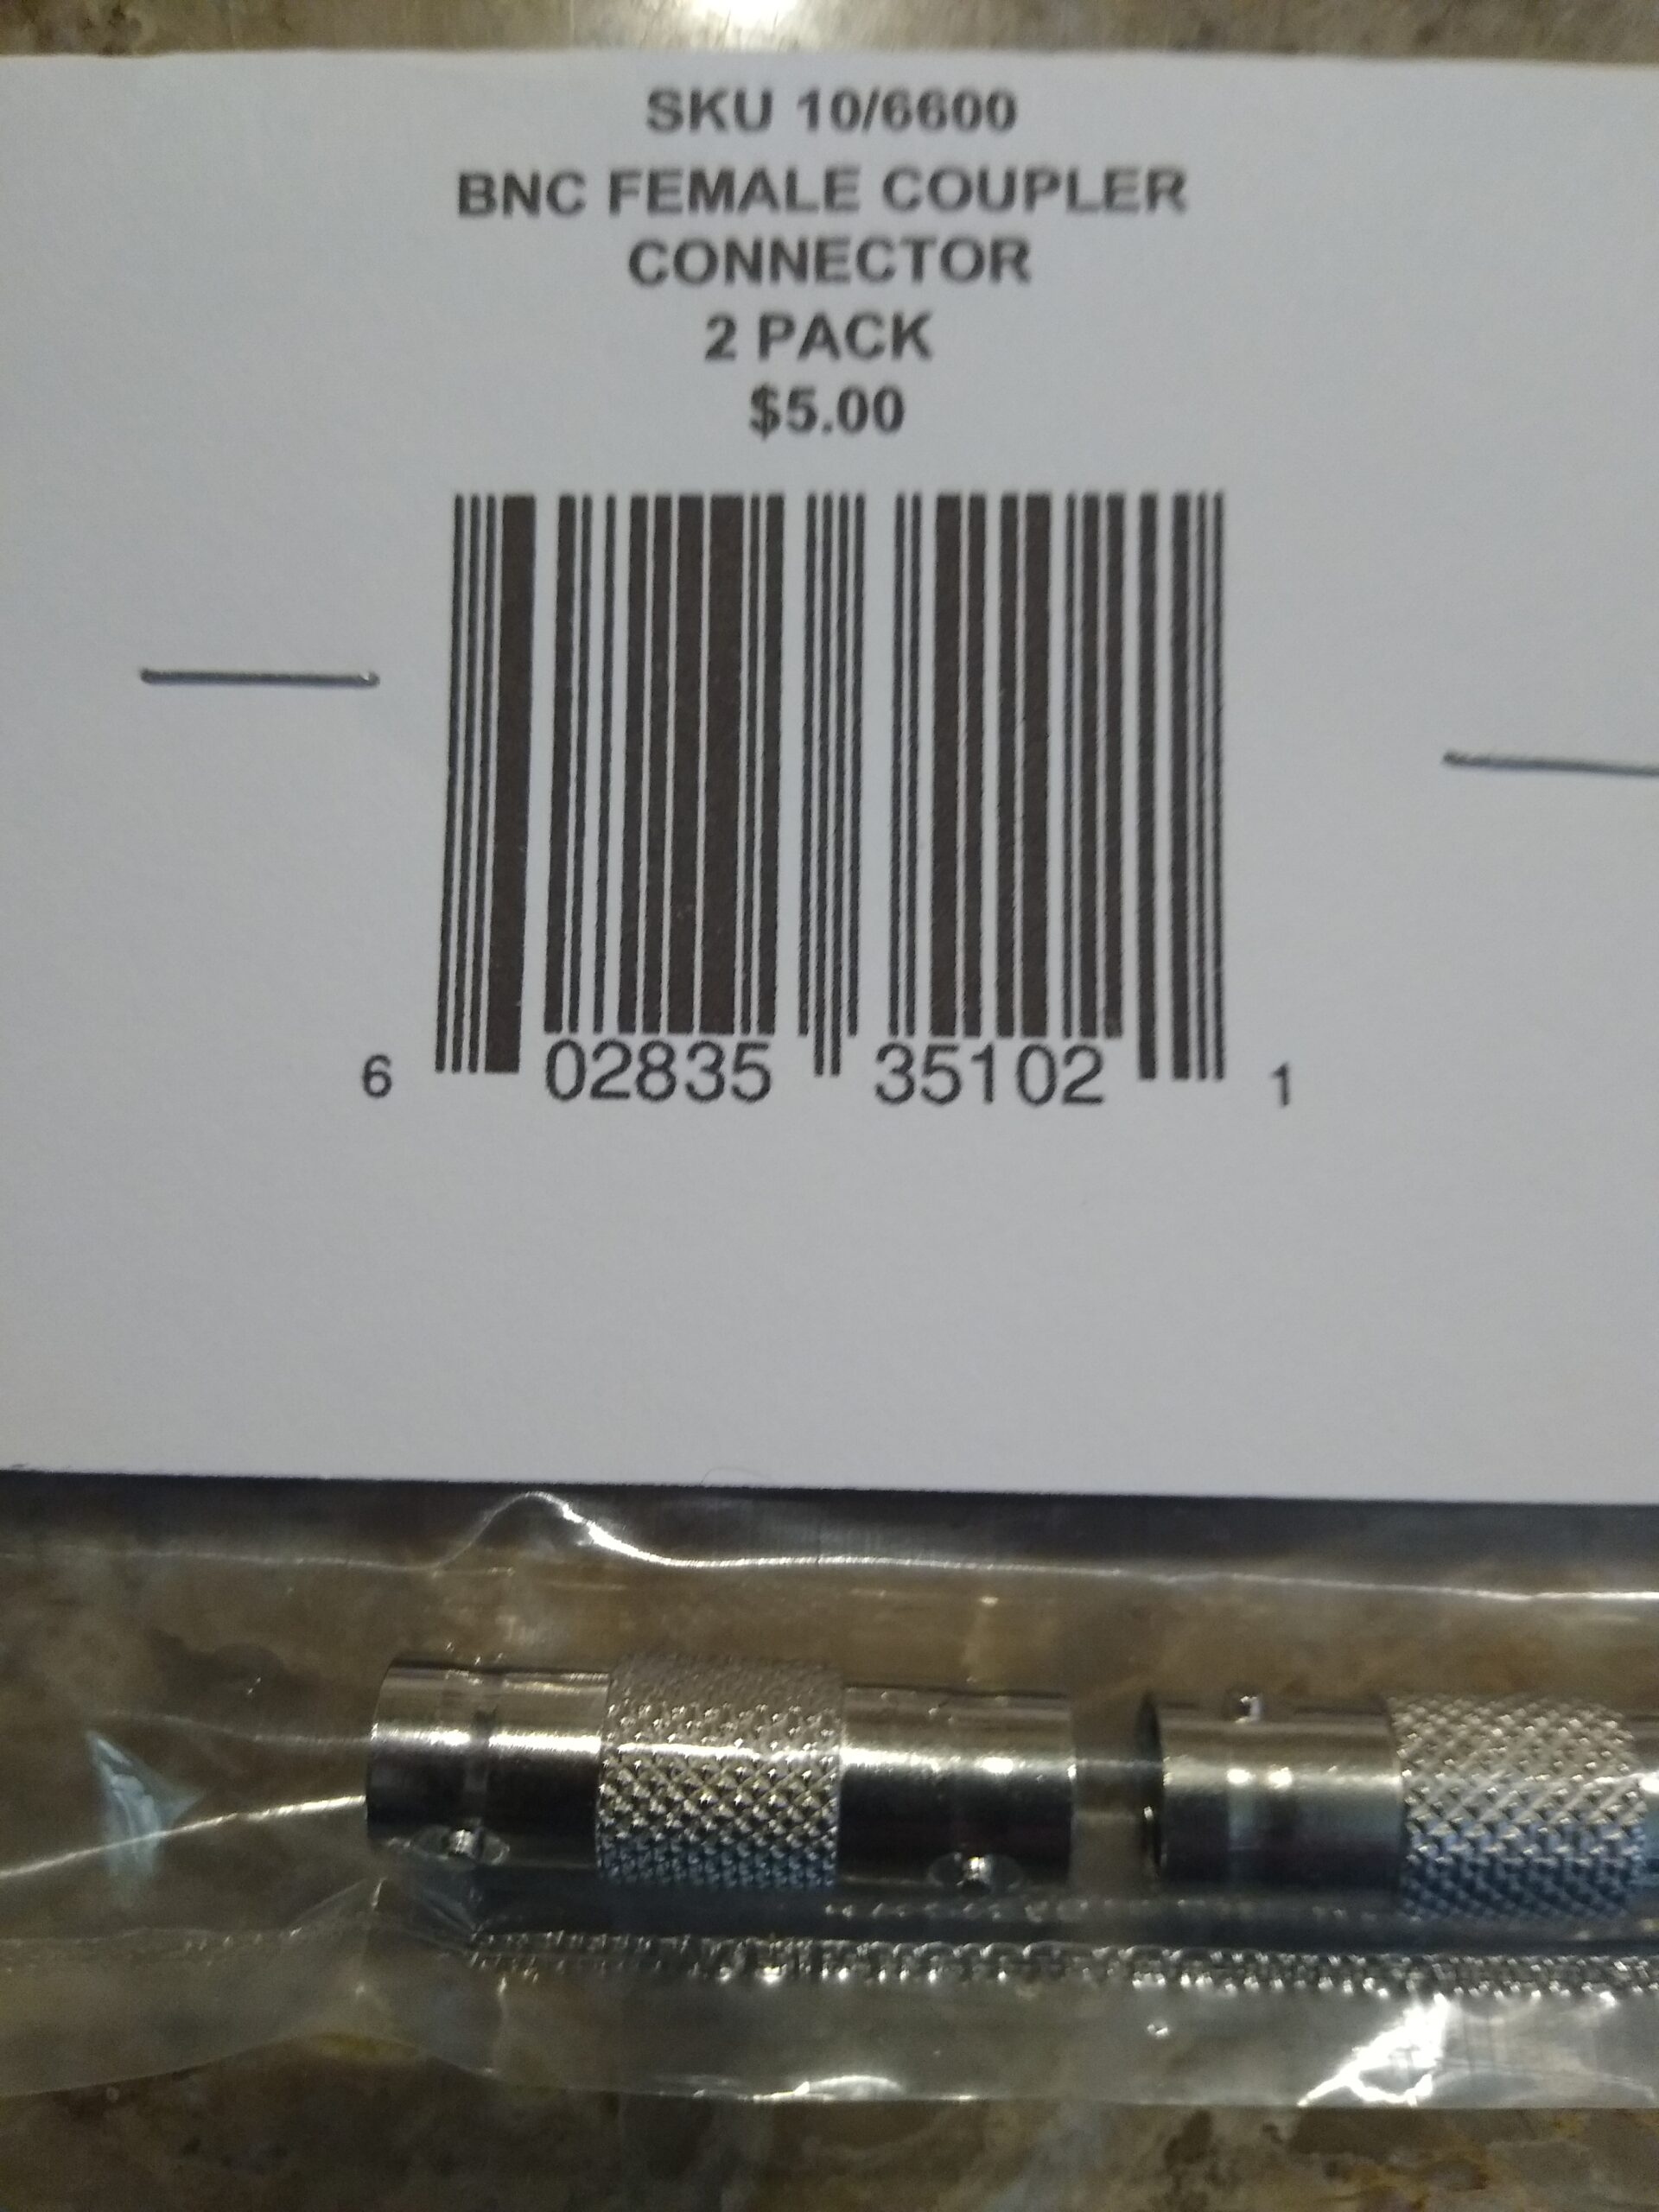 SKU 10/6600
BNC FEMALE COUPLER
CONNECTOR
2 PACK
$5.00
6 02835 35102 1